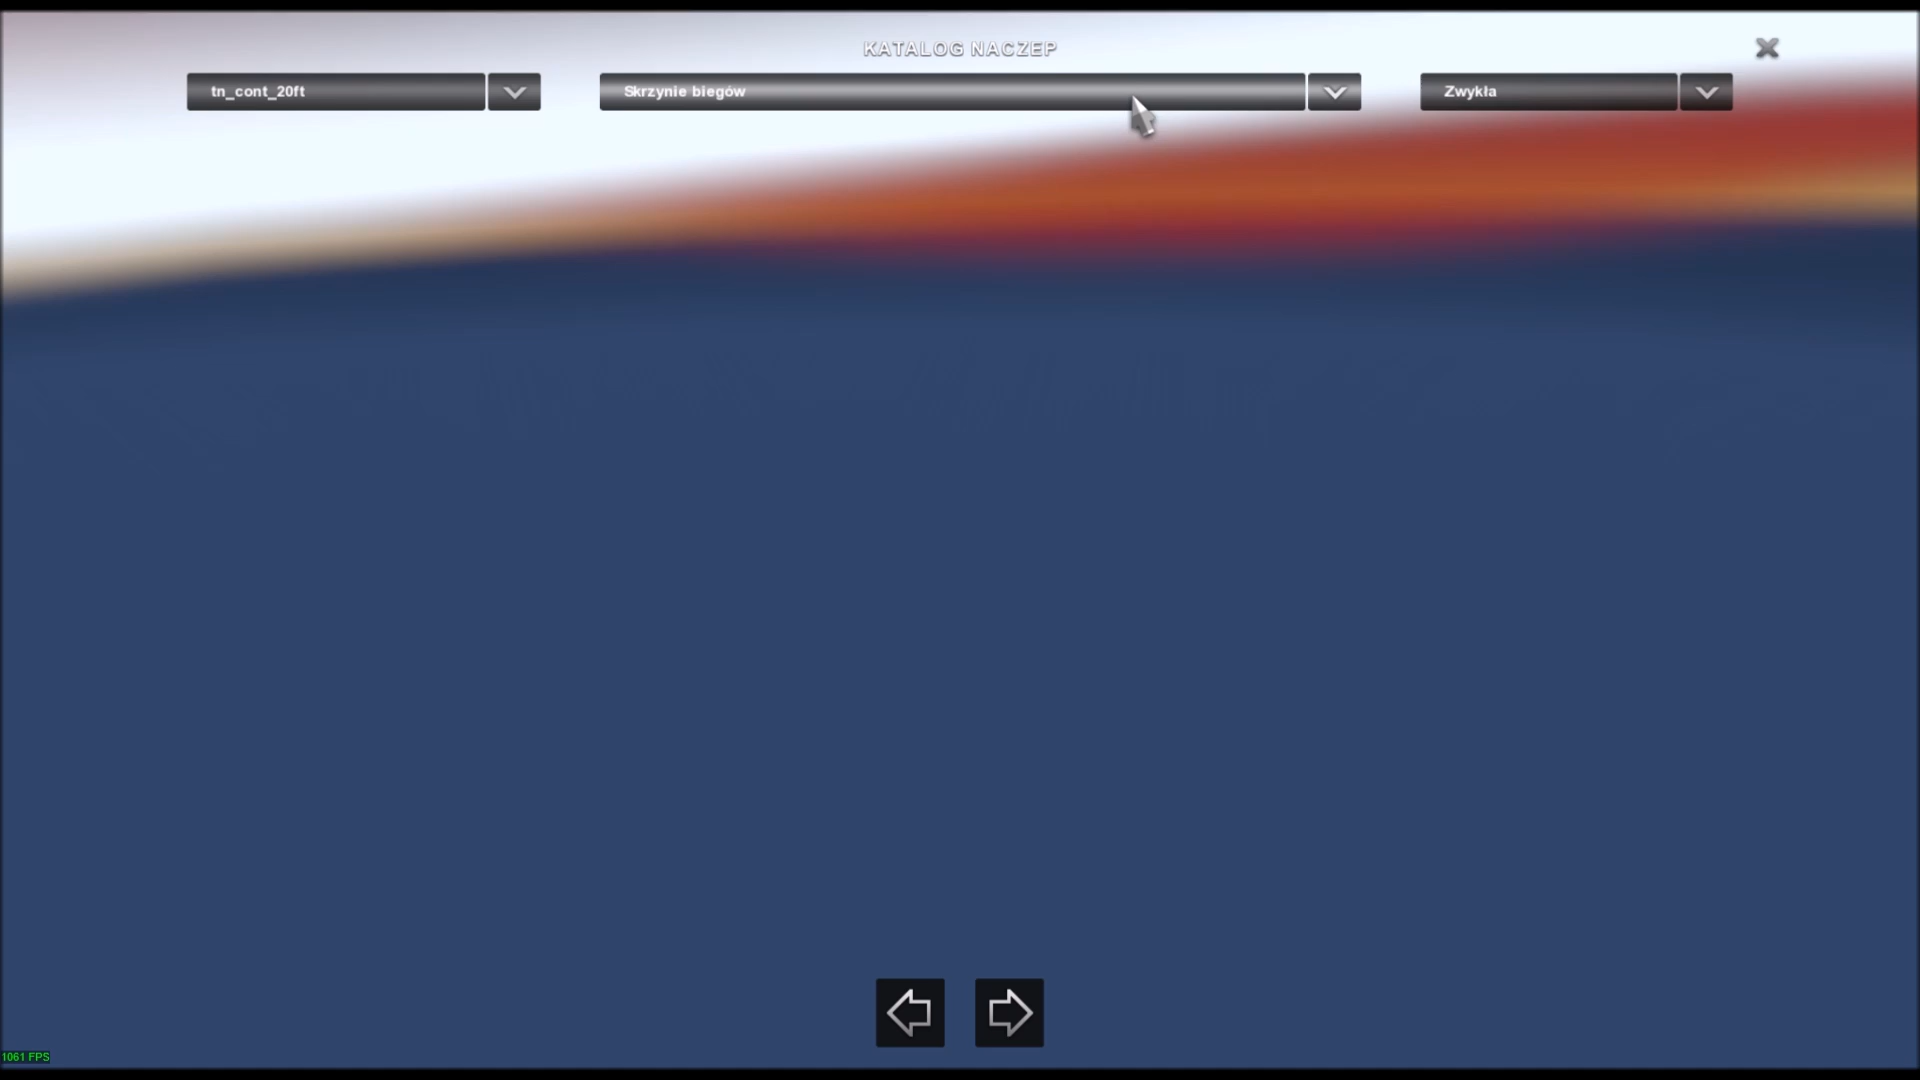 KATALOG NACZEP
tn_cont_20ft
Skrzynie biegów
Zwykła
1061 FPS